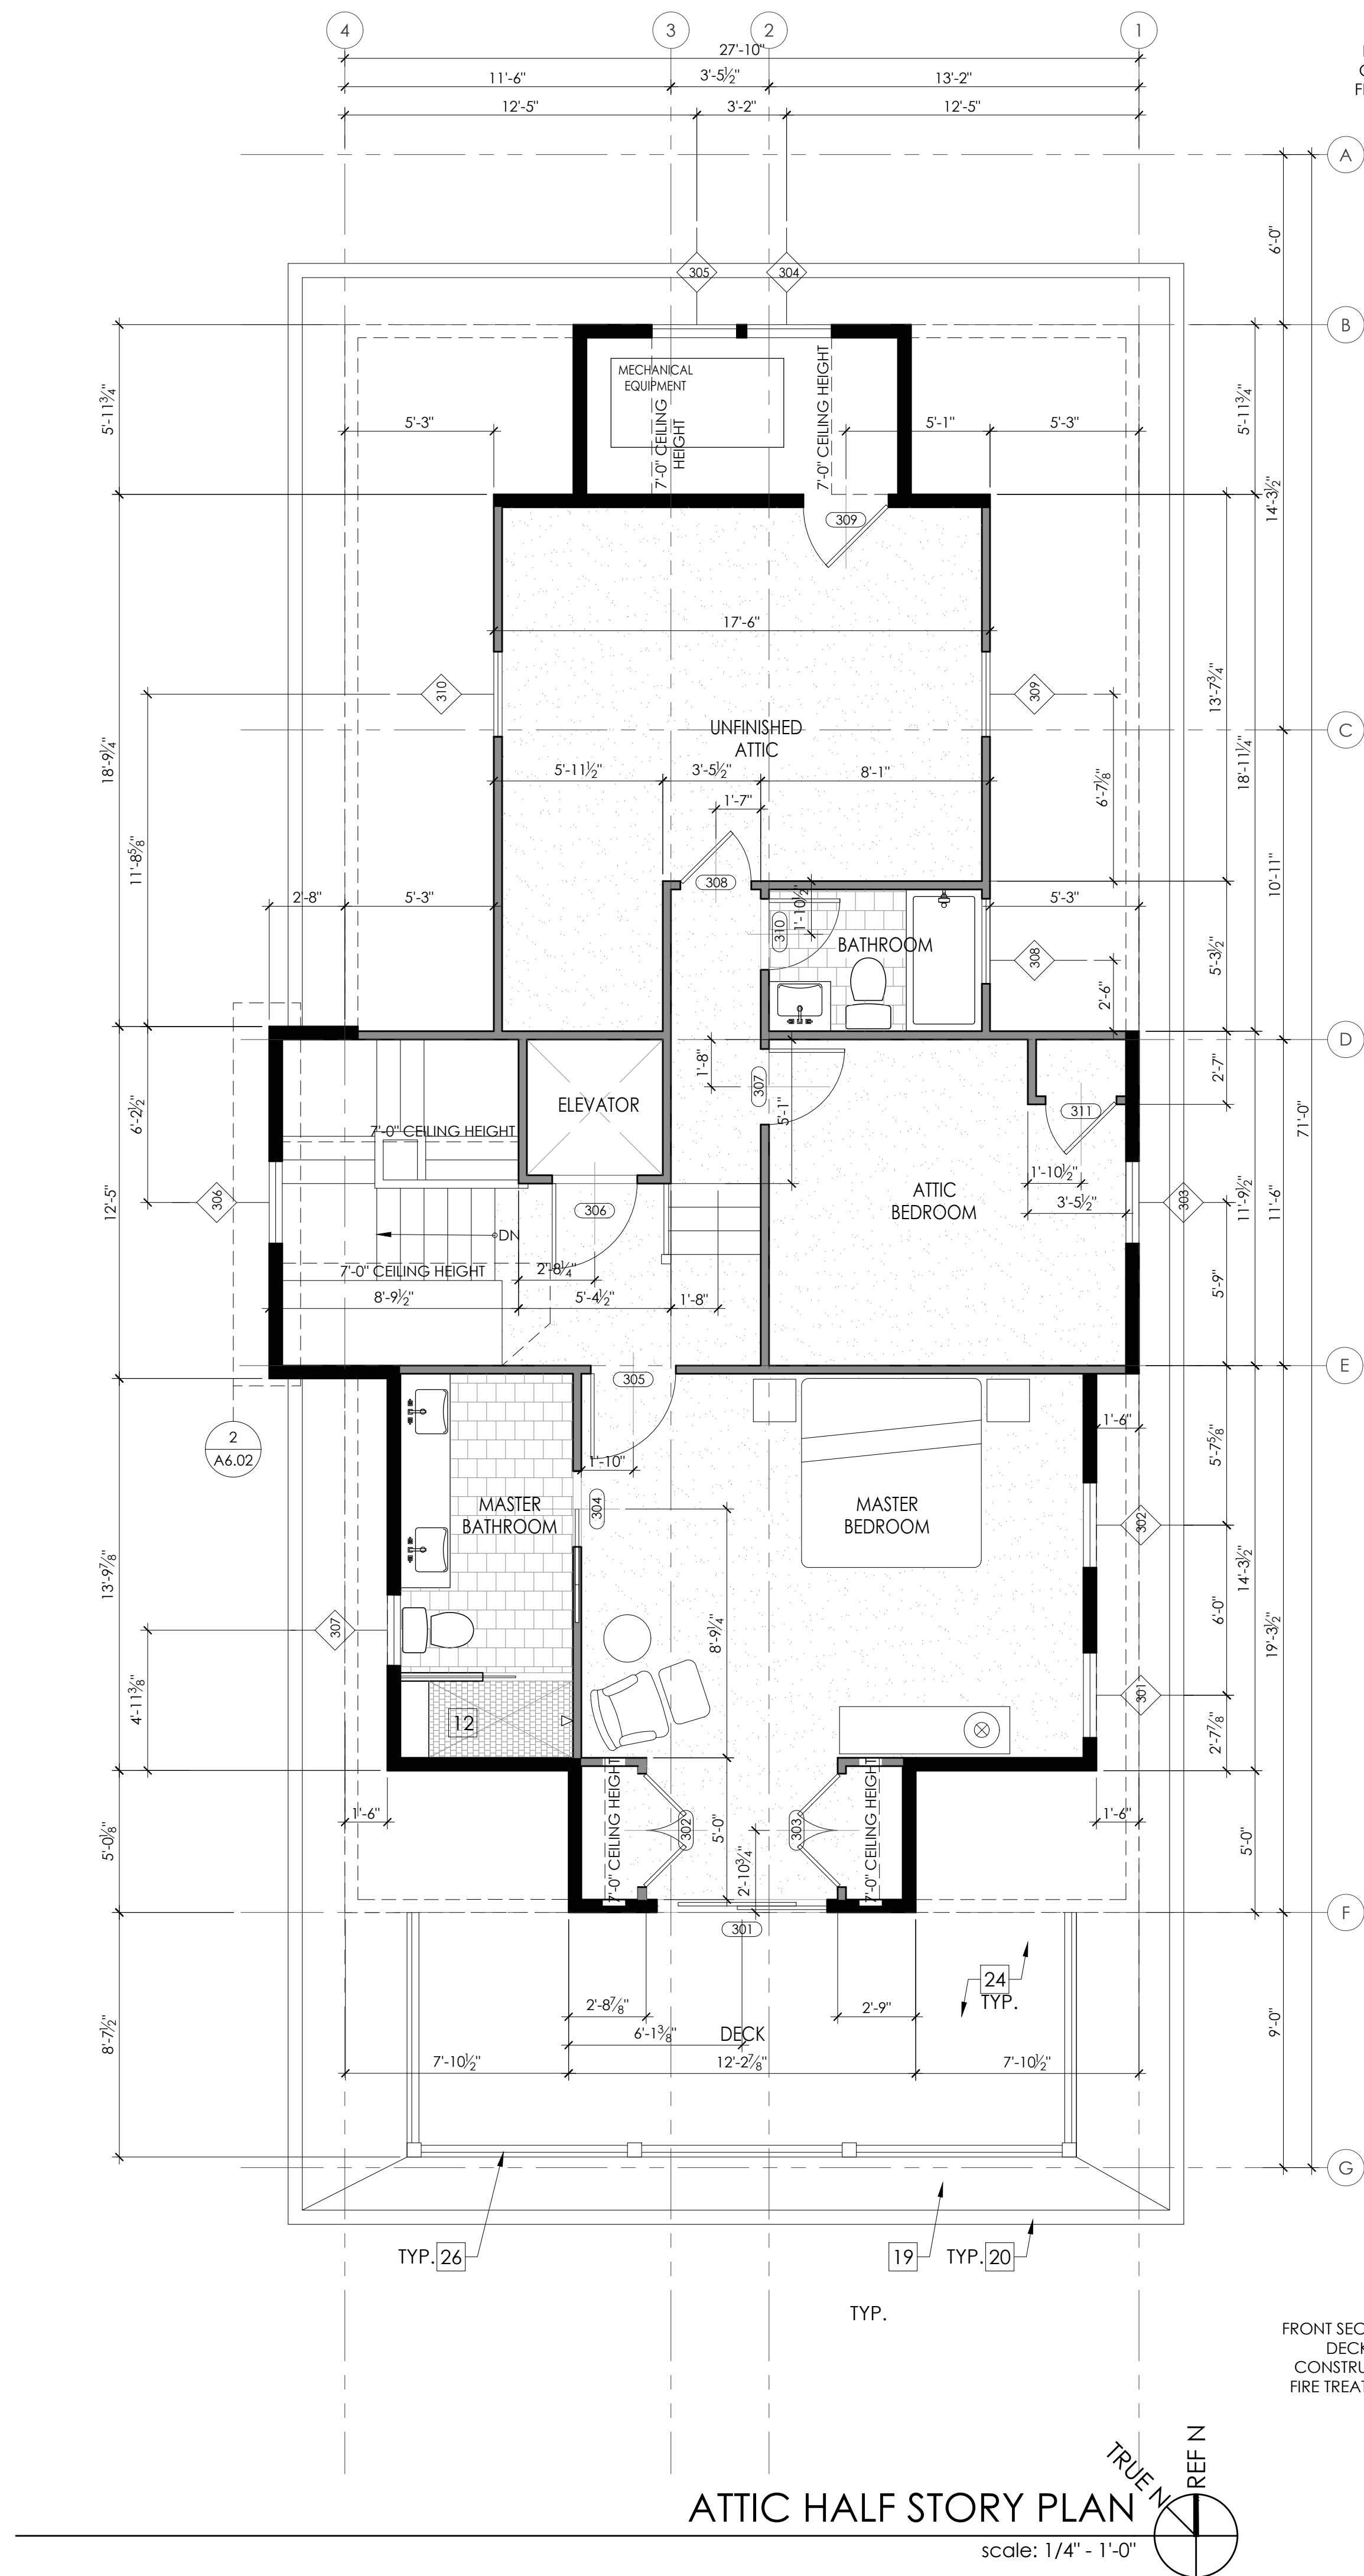 4
3
2
1
27'-10"
11'-6"
3'-5½"
13'-2"
12'-5"
3'-2"
12'-5"
A
6'-0"
305
304
B
MECHANICAL
EQUIPMENT
7'-0" CEILING
HEIGHT
7'-0" CEILING HEIGHT
5'-11¾"
5'-3"
5'-1"
5'-3"
5'-11¾"
14'-3½"
309
17'-6"
310
309
13'-7¾"
UNFINISHED
ATTIC
C
18'-9¼"
5'-11½"
3'-5½"
8'-1"
6'-7⅞"
18'-11¼"
1'-7"
11'-8⅝"
308
2'-8"
5'-3"
1'-10½"
5'-3"
10'-11"
310
BATHROOM
308
5'-3½"
2'-6"
D
1'-8"
2'-7"
307
ELEVATOR
5'-1"
311
6'-2½"
7'-0" CEILING HEIGHT
71'-0"
12'-5"
306
306
1'-10½"
ATTIC
BEDROOM
3'-5½"
303
11'-9½"
11'-6"
DN
7'-0" CEILING HEIGHT
2'-8¼"
5'-9"
8'-9½"
5'-4½"
1'-8"
E
305
2
A6.02
1'-6"
5'-7⅝"
1'-10"
MASTER
BATHROOM
304
MASTER
BEDROOM
302
13'-9⅞"
14'-3½"
307
8'-9¼"
6'-0"
19'-3½"
4'-11⅜"
12
301
2'-7⅞"
1'-6"
7'-0" CEILING HEIGHT
302
5'-0"
2'-10¾"
303
7'-0" CEILING HEIGHT
1'-6"
5'-0⅛"
5'-0"
F
301
24
TYP.
2'-8⅞"
2'-9"
6'-1⅜"
DECK
8'-7½"
9'-0"
7'-10½"
12'-2⅞"
7'-10½"
G
TYP. 26
19
TYP. 20
TYP.
FRONT SEC
DECK
CONSTRU
FIRE TREAT
TRUE N
REF N
ATTIC HALF STORY PLAN
scale: 1/4" - 1'-0"